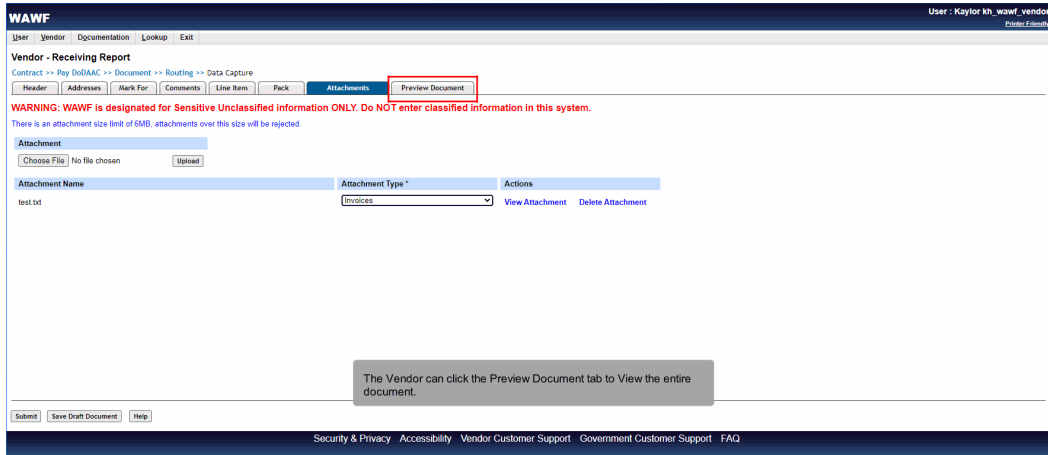 WAWF
User : Kaylor kh_wawf_vendor
Printer Friendly
User Vendor Documentation Lookup Exit
Vendor - Receiving Report
Contract >> Pay DoDAAC >> Document >> Routing >> Data Capture
Header Addresses Mark For Comments Line Item Pack Attachments Preview Document
WARNING: WAWF is designated for Sensitive Unclassified information ONLY. Do NOT enter classified information in this system.
There is an attachment size limit of 6MB, attachments over this size will be rejected.
Attachment
Choose File No file chosen Upload
Attachment Name Attachment Type * Actions
test.txt Invoices View Attachment Delete Attachment
The Vendor can click the Preview Document tab to View the entire
document.
Submit Save Draft Document Help
Security & Privacy Accessibility Vendor Customer Support Government Customer Support FAQ